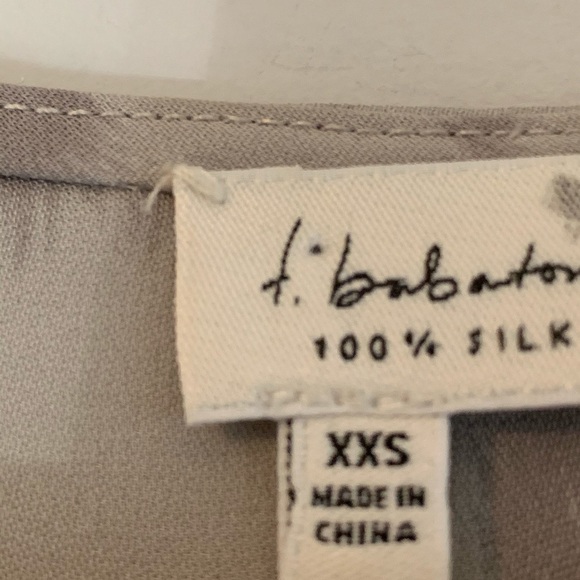 t. babaton
100% SILK
XXS
MADE IN
CHINA